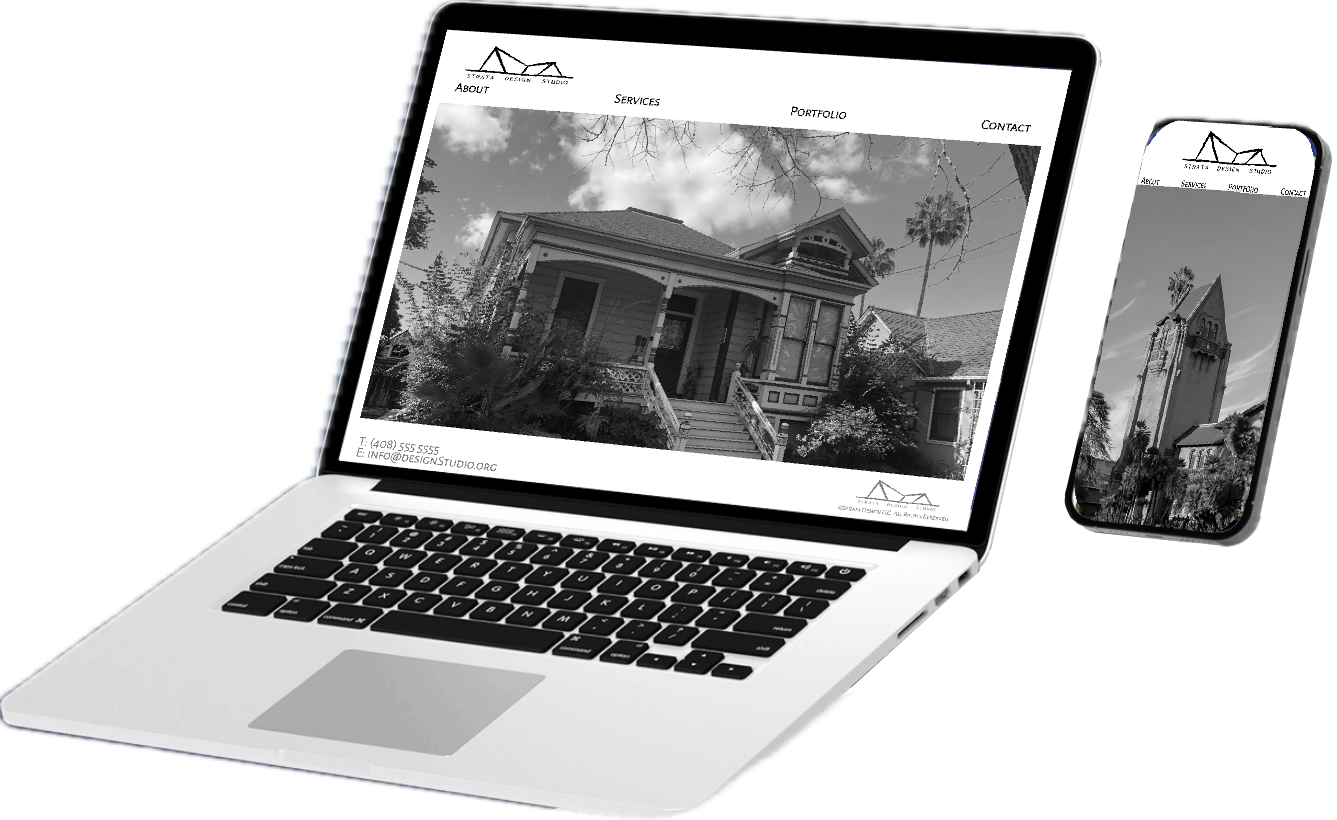 STRATA DESIGN STUDIO
ABOUT
SERVICES
PORTFOLIO
CONTACT
T: (408) 555 5555
E: INFO@DESIGNSTUDIO.ORG
STRATA DESIGN STUDIO
©STRATA DESIGN LLC. ALL RIGHTS RESERVED
STRATA DESIGN STUDIO
ABOUT SERVICES PORTFOLIO CONTACT
delete
Q W E R T Y U I O P
caps lock A S D F G H J K L
return
shift Z X C V B N M shift
control option command command option